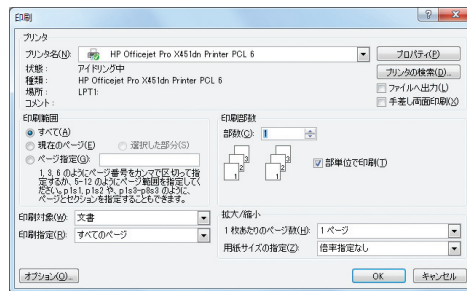 印刷
プリンタ
プリンタ名(N):
HP Officejet Pro X451dn Printer PCL 6
プロパティ(P)
状態:
アイドリング中
プリンタの検索(D)...
種類:
HP Officejet Pro X451dn Printer PCL 6
場所:
LPT1:
ファイルへ出力(L)
コメント:
手差し両面印刷(X)
印刷範囲
すべて(A)
現在のページ(E)
選択した部分(S)
ページ指定(G):
1, 3, 6 のようにページ番号をカンマで区切って指
定するか、5-12 のようにページ範囲を指定してく
ださい。p1s1, p1s2 や、p1s3-p8s3 のように、
ページとセクションを指定することもできます。
印刷部数
部数(C):
1
1
2
3
1
2
3
部単位で印刷(T)
印刷対象(W):
文書
印刷指定(R):
すべてのページ
拡大/縮小
1 枚あたりのページ数(H):
1 ページ
用紙サイズの指定(Z):
倍率指定なし
オプション(O)...
OK
キャンセル